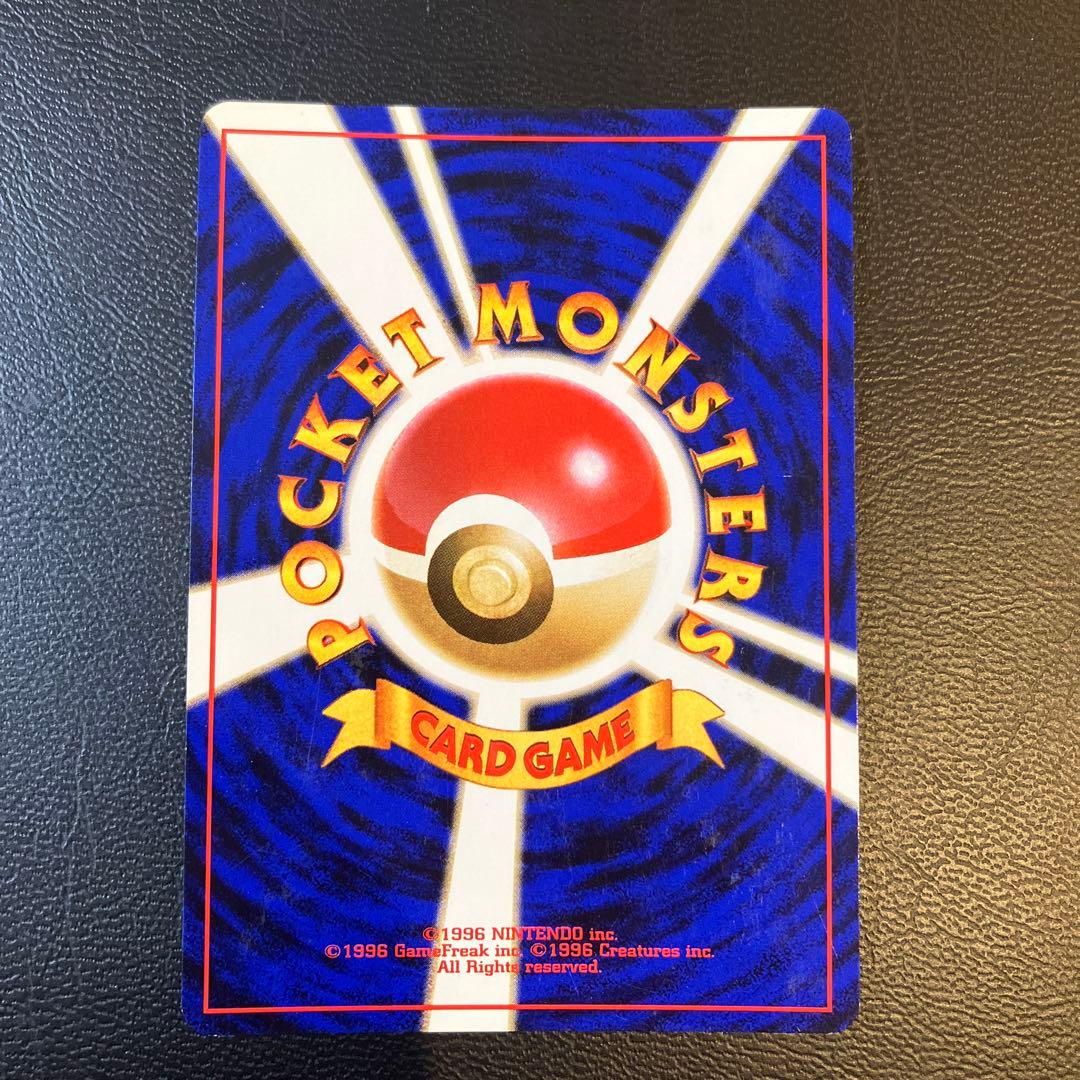 POCKET MONSTERS
CARD GAME
©1996 NINTENDO inc.
©1996 GameFreak inc. ©1996 Creatures inc.
All Rights reserved.